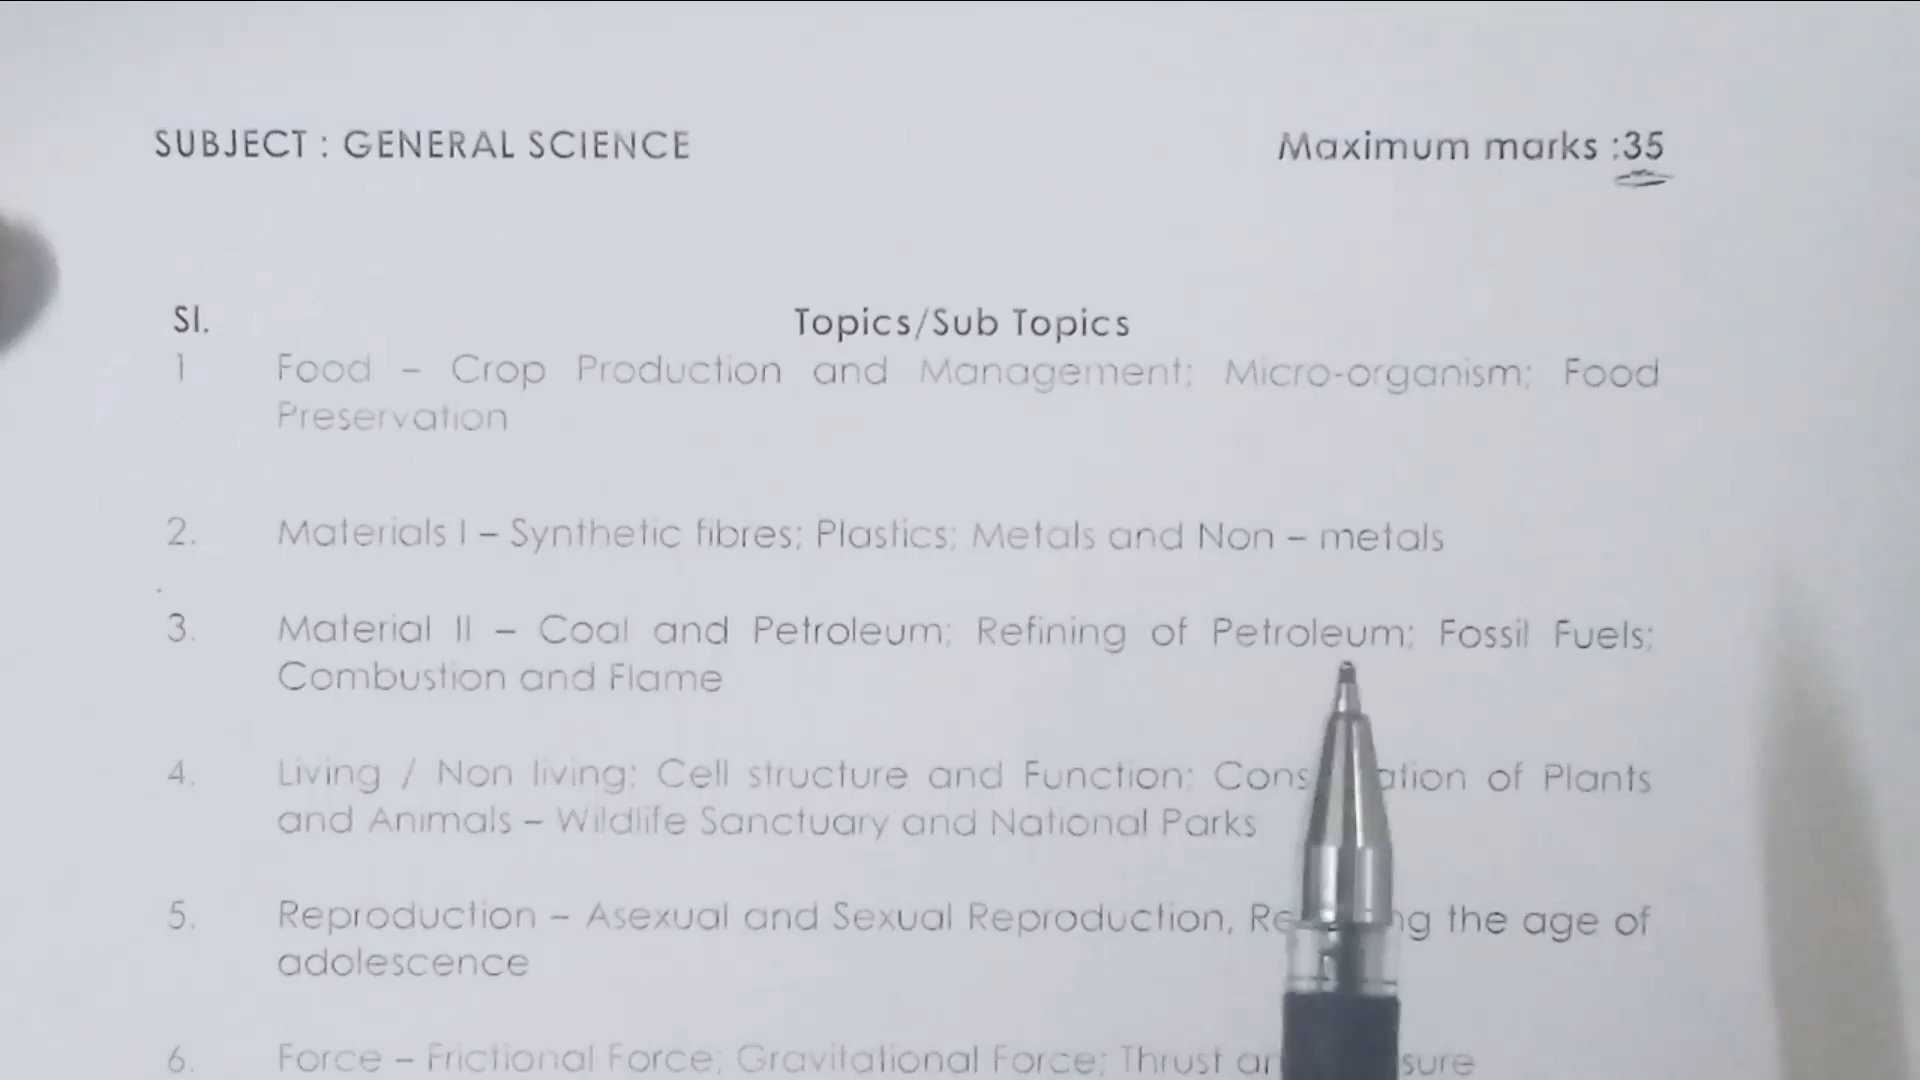 SUBJECT : GENERAL SCIENCE Maximum marks :35
Sl. Topics/Sub Topics
1 Food – Crop Production and Management; Micro-organism; Food
Preservation
2. Materials I – Synthetic fibres; Plastics; Metals and Non – metals
3. Material II – Coal and Petroleum; Refining of Petroleum; Fossil Fuels;
Combustion and Flame
4. Living / Non living; Cell structure and Function; of Plants
and Animals – Wildlife Sanctuary and National Parks
5. Reproduction – Asexual and Sexual Reproduction, the age of
adolescence
6. Force – Frictional Force; Gravitational Force; Thrust